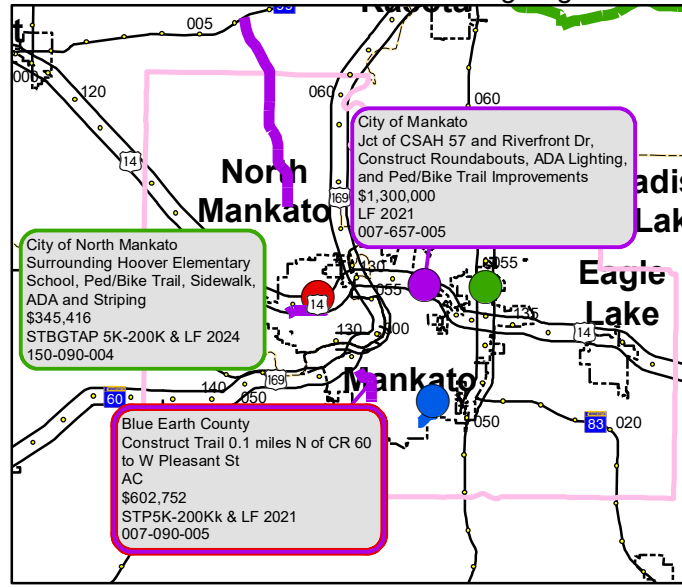 005
000
120
14
060
060
City of Mankato
Jct of CSAH 57 and Riverfront Dr,
Construct Roundabouts, ADA Lighting,
and Ped/Bike Trail Improvements
$1,300,000
LF 2021
007-657-005
North
Mankato
169
Lak
Eagle
Lake
City of North Mankato
Surrounding Hoover Elementary
School, Ped/Bike Trail, Sidewalk,
ADA and Striping
$345,416
STBGTAP 5K-200K & LF 2024
150-090-004
130
055
055
14
135
14
130
000
Mankato
169
140
050
60
050
83
020
Blue Earth County
Construct Trail 0.1 miles N of CR 60
to W Pleasant St
AC
$602,752
STP5K-200Kk & LF 2021
007-090-005